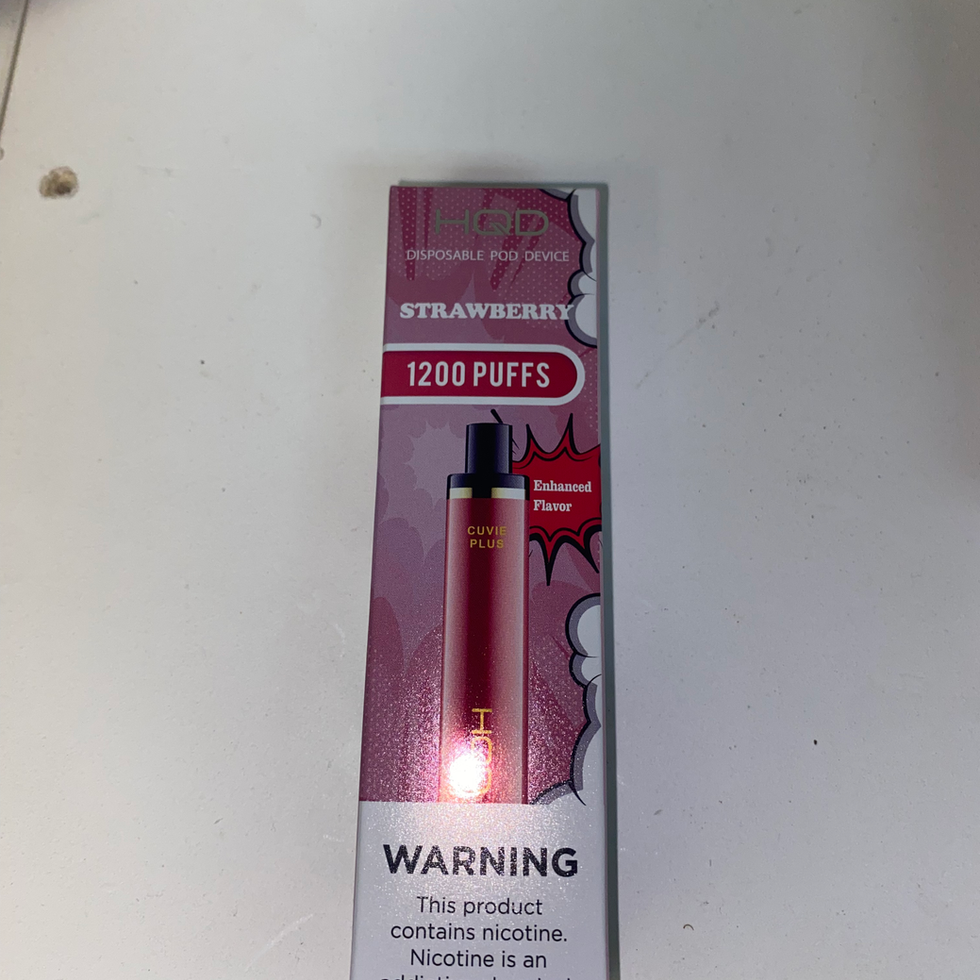 HQD
DISPOSABLE POD DEVICE
STRAWBERRY
1200 PUFFS
Enhanced
Flavor
CUVIE
PLUS
HQD
WARNING
This product
contains nicotine.
Nicotine is an